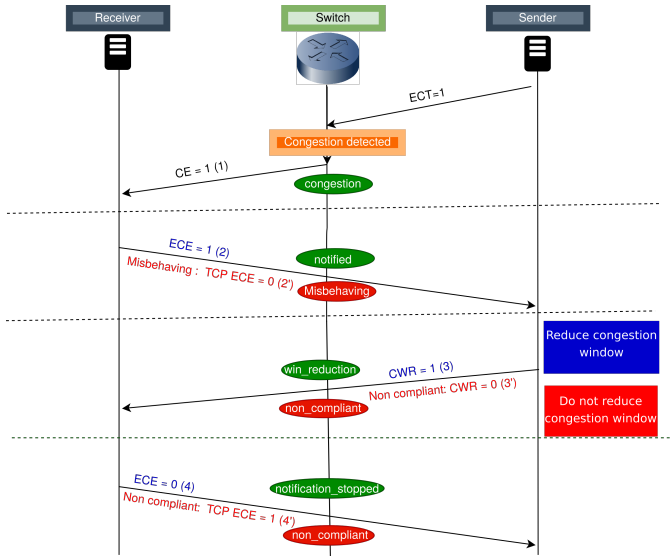 Receiver
Switch
Sender
ECT=1
Congestion detected
CE = 1 (1)
congestion
ECE = 1 (2)
notified
Misbehaving : TCP ECE = 0 (2')
Misbehaving
Reduce congestion
window
win_reduction
CWR = 1 (3)
Non compliant: CWR = 0 (3')
Do not reduce
congestion window
non_compliant
ECE = 0 (4)
notification_stopped
Non compliant: TCP ECE = 1 (4')
non_compliant